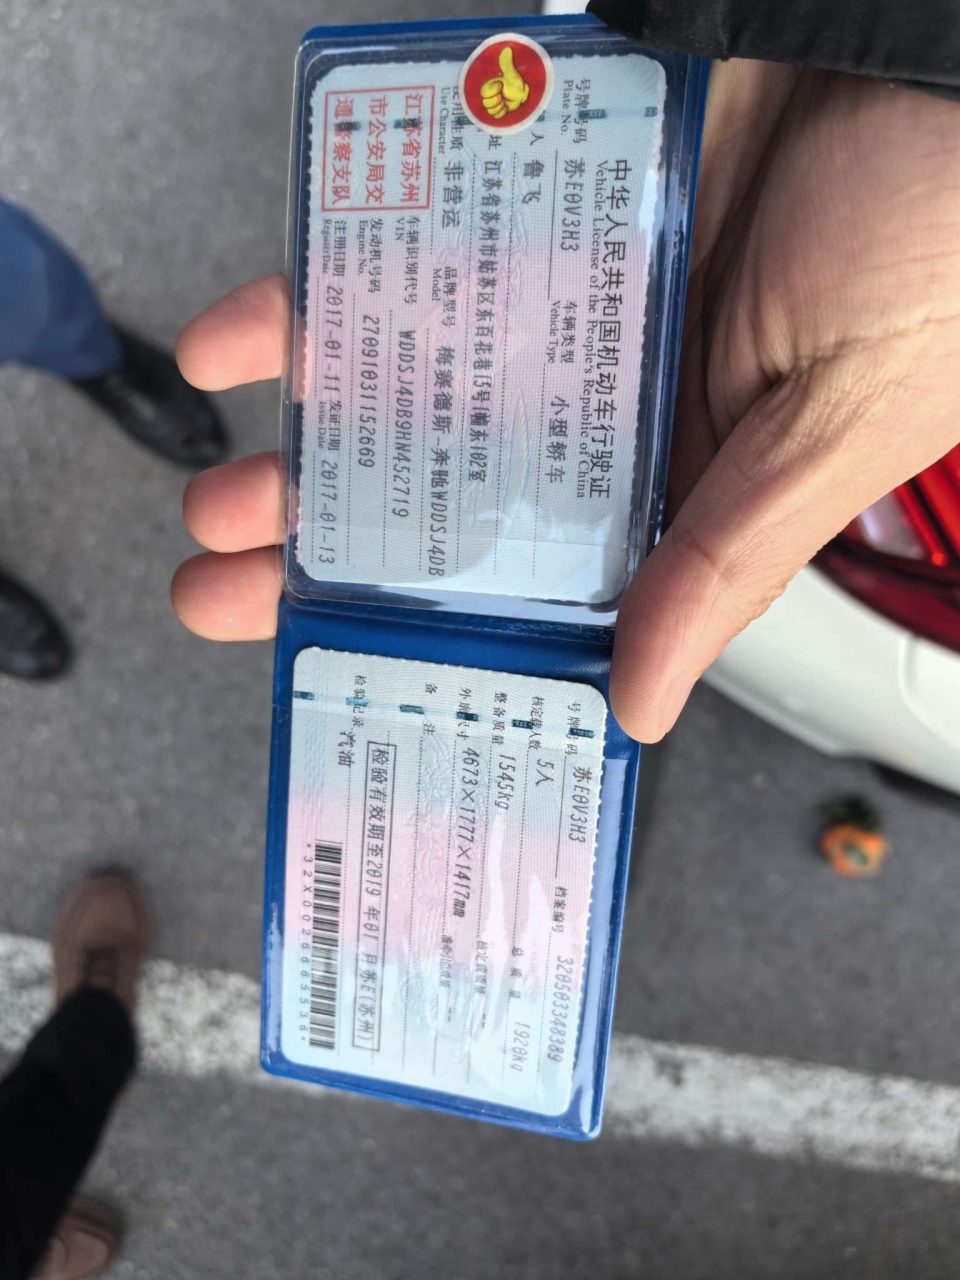 中华人民共和国机动车行驶证
Vehicle License of the People's Republic of China
号牌号码 苏E0V3H3 车辆类型 小型轿车
Plate No. Vehicle Type
人 鲁飞
址 江苏省苏州市姑苏区东百花巷15号1幢东102室
使用性质 非营运 品牌型号 梅赛德斯-奔驰WDDSJ4DB
Use Character Model
江苏省苏州
市公安局交
通警察支队
车辆识别代号 WDDSJ4DB9HN452719
VIN
发动机号码 27091031152669
Engine No.
注册日期 2017-01-11 发证日期 2017-01-13
Register Date Issue Date
号牌号码 苏E0V3H3 档案编号 320503348389
核定载人数 5人 总质量 1920kg
整备质量 1545kg 核定载质量 --
外廓尺寸 4673×1777×1417mm 准牵引总质量 --
备注
检验有效期至2019年01月苏E(苏州)
检验记录 汽油